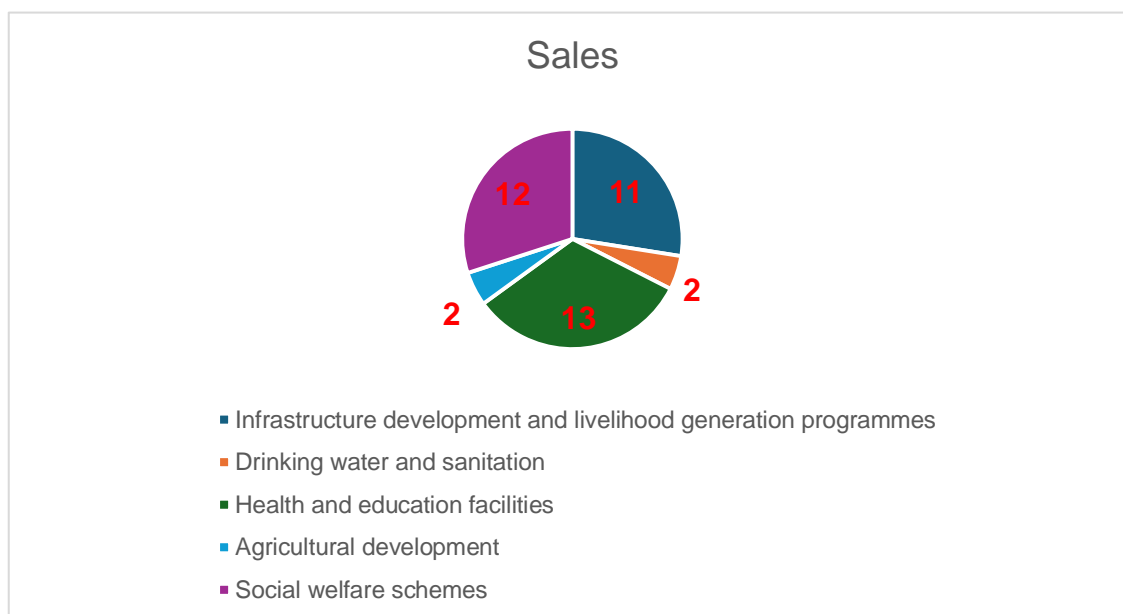 Sales
12
11
2
2
13
Infrastructure development and livelihood generation programmes
Drinking water and sanitation
Health and education facilities
Agricultural development
Social welfare schemes